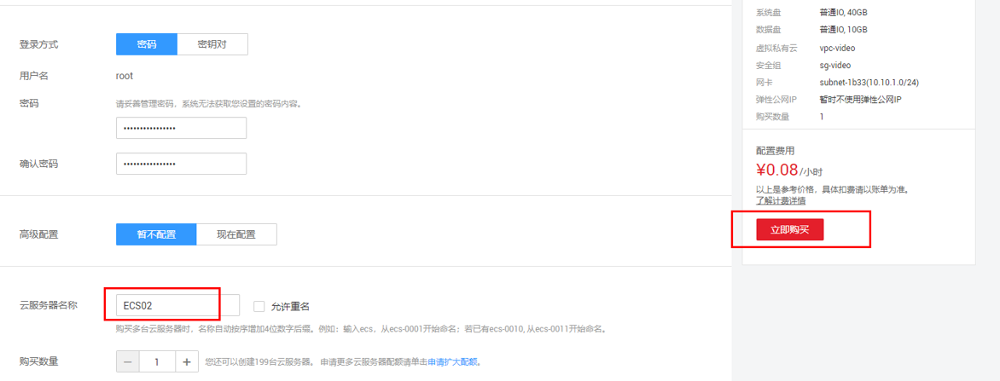 登录方式
密码 密钥对
用户名
root
密码
请妥善管理密码，系统无法获取您设置的密码内容。
••••••••••••••••
确认密码
••••••••••••••••
高级配置
暂不配置 现在配置
云服务器名称
ECS02
允许重名
购买多台云服务器时，名称自动按序增加4位数字后缀。例如：输入ecs，从ecs-0001开始命名；若已有ecs-0010, 从ecs-0011开始命名。
购买数量
− 1 +
您还可以创建199台云服务器。 申请更多云服务器配额请单击申请扩大配额。
系统盘 普通IO, 40GB
数据盘 普通IO, 10GB
虚拟私有云 vpc-video
安全组 sg-video
网卡 subnet-1b33(10.10.1.0/24)
弹性公网IP 暂时不使用弹性公网IP
购买数量 1
配置费用
¥0.08/小时
以上是参考价格，具体扣费请以账单为准。
了解计费详情
立即购买